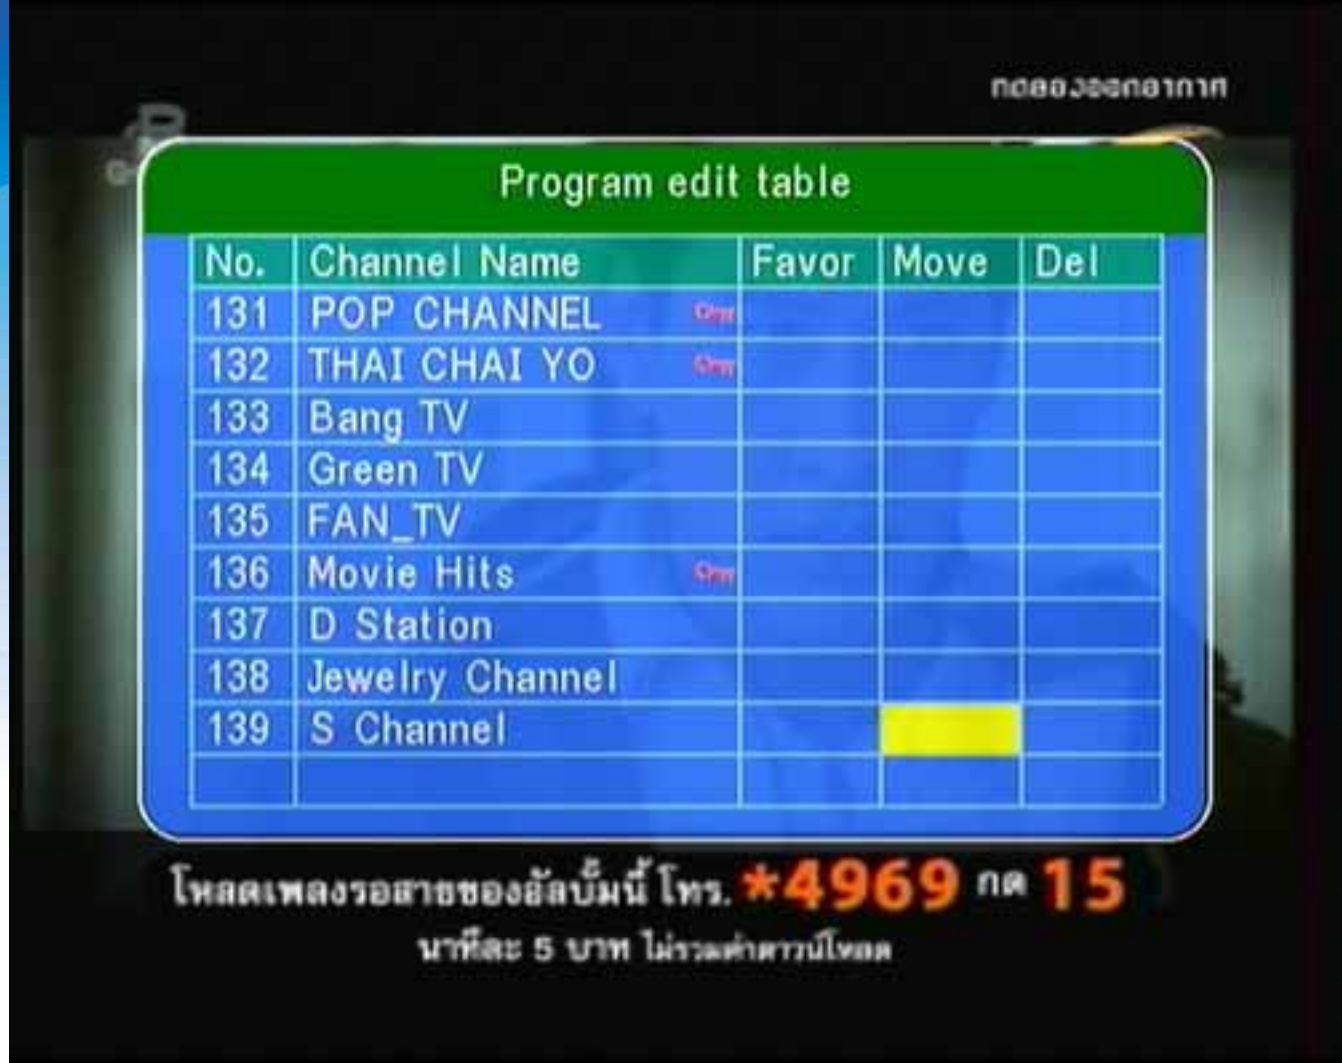 ทดลองออกอากาศ
Program edit table
No. Channel Name Favor Move Del
131 POP CHANNEL
132 THAI CHAI YO
133 Bang TV
134 Green TV
135 FAN_TV
136 Movie Hits
137 D Station
138 Jewelry Channel
139 S Channel
โหลดเพลงรอสายของอัลบั้มนี้ โทร. *4969 กด 15
นาทีละ 5 บาท ไม่รวมค่าดาวน์โหลด